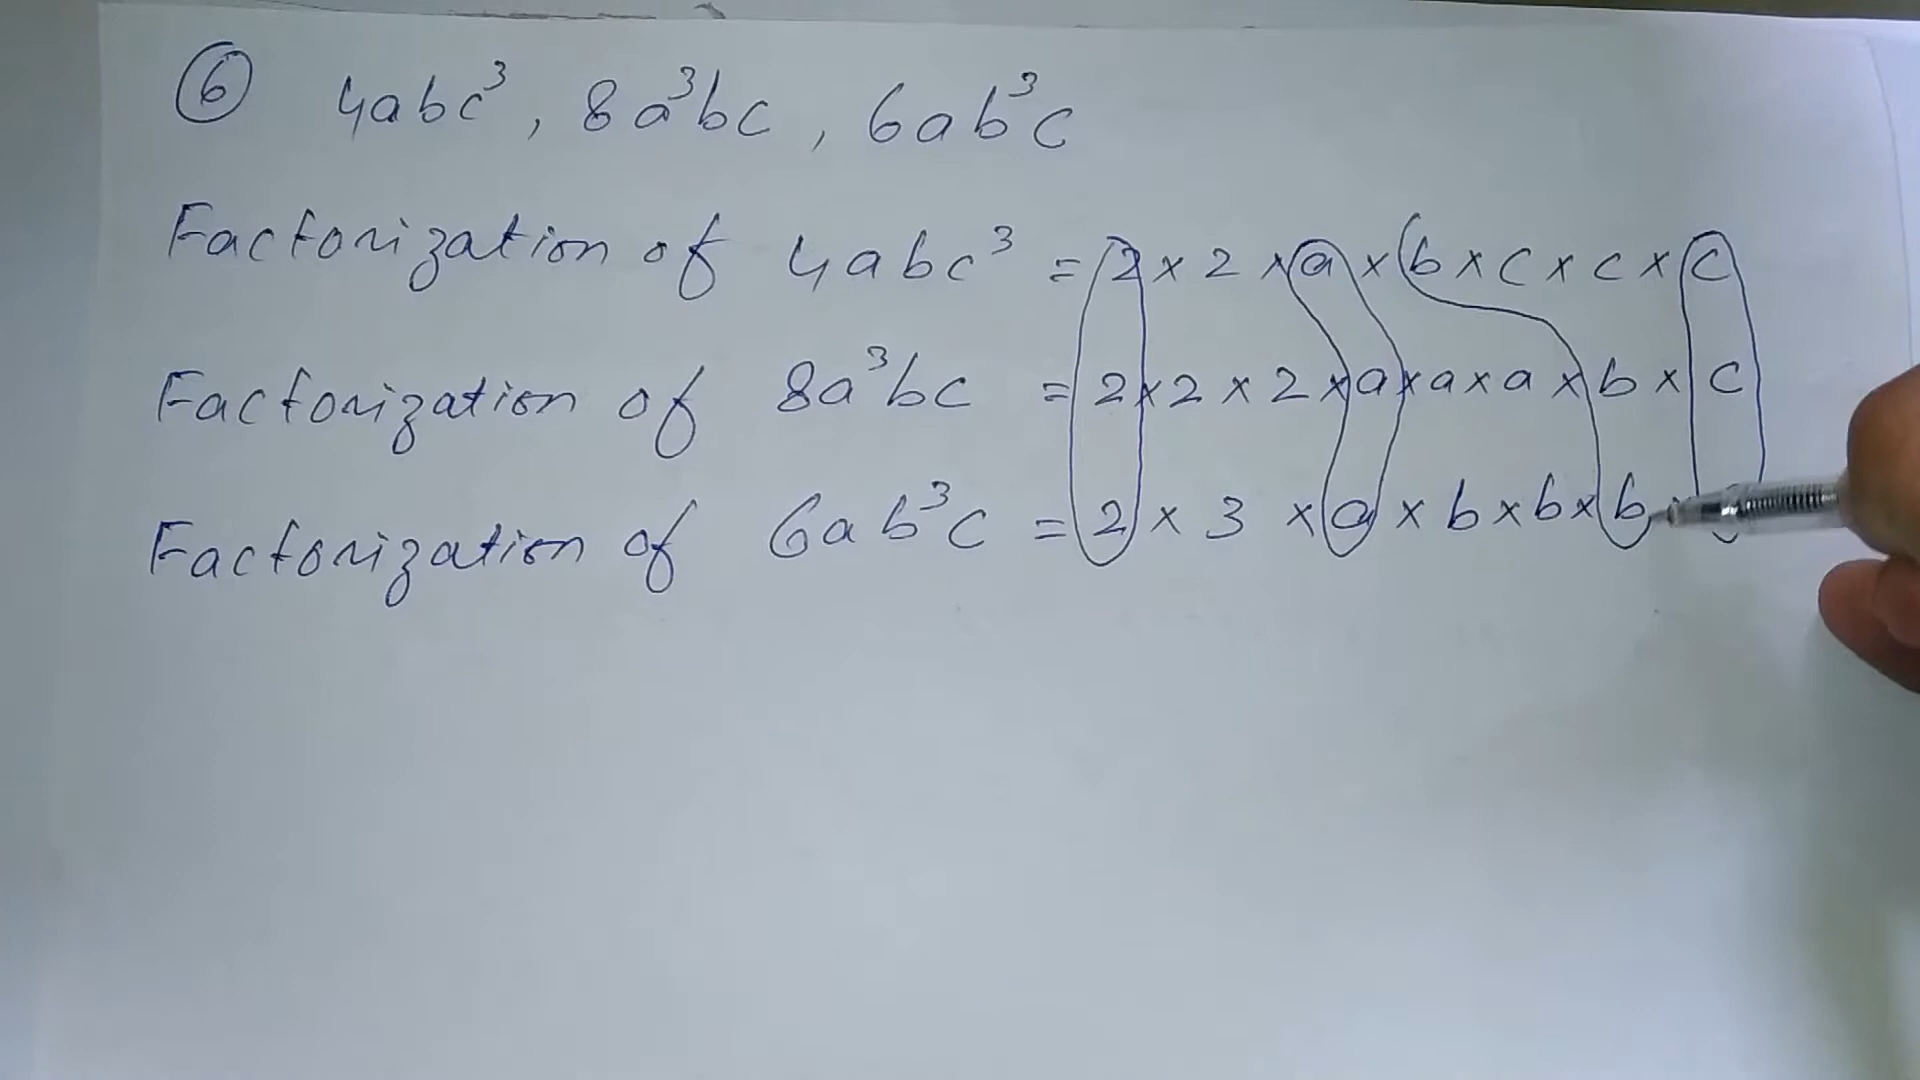 6 4abc³, 8a³bc, 6ab³c
Factorization of 4abc³ = 2 × 2 × a × b × c × c × c
Factorization of 8a³bc = 2 × 2 × 2 × a × a × a × b × c
Factorization of 6ab³c = 2 × 3 × a × b × b × b